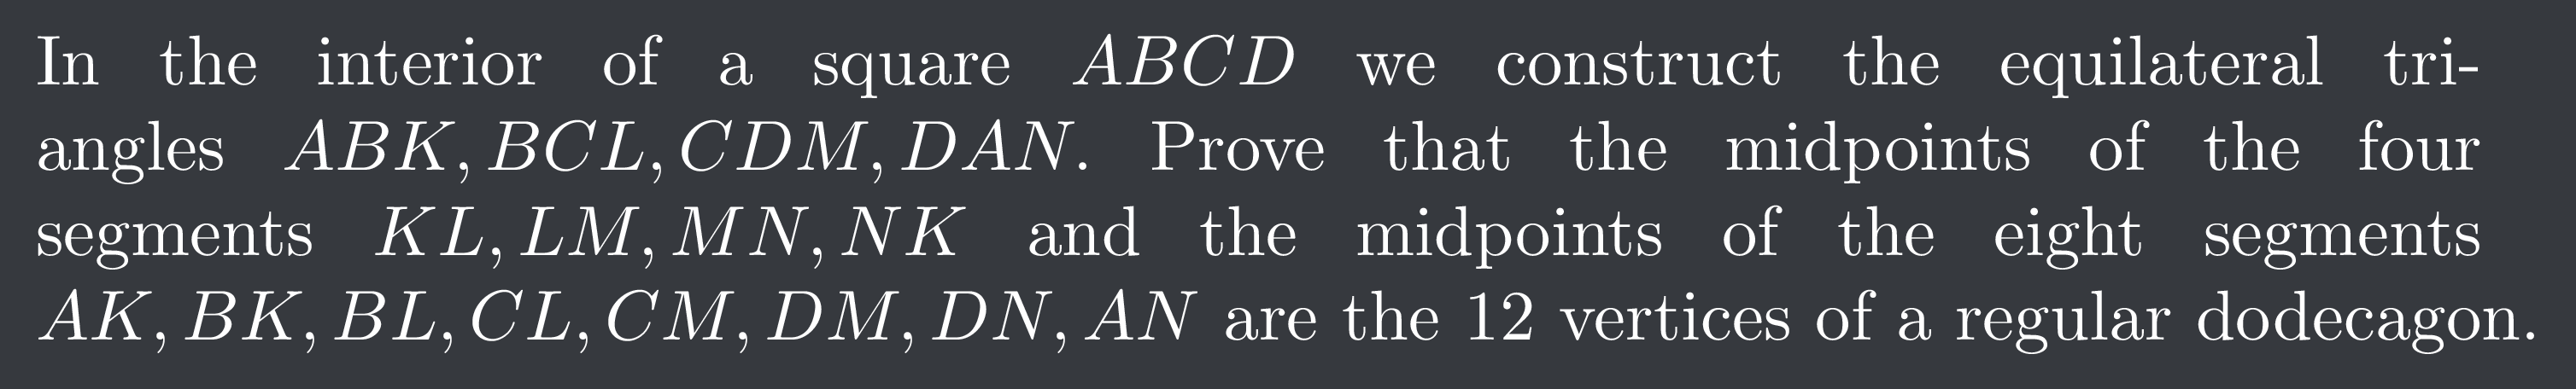 In the interior of a square ABCD we construct the equilateral tri-
angles ABK, BCL, CDM, DAN. Prove that the midpoints of the four
segments KL, LM, MN, NK and the midpoints of the eight segments
AK, BK, BL, CL, CM, DM, DN, AN are the 12 vertices of a regular dodecagon.